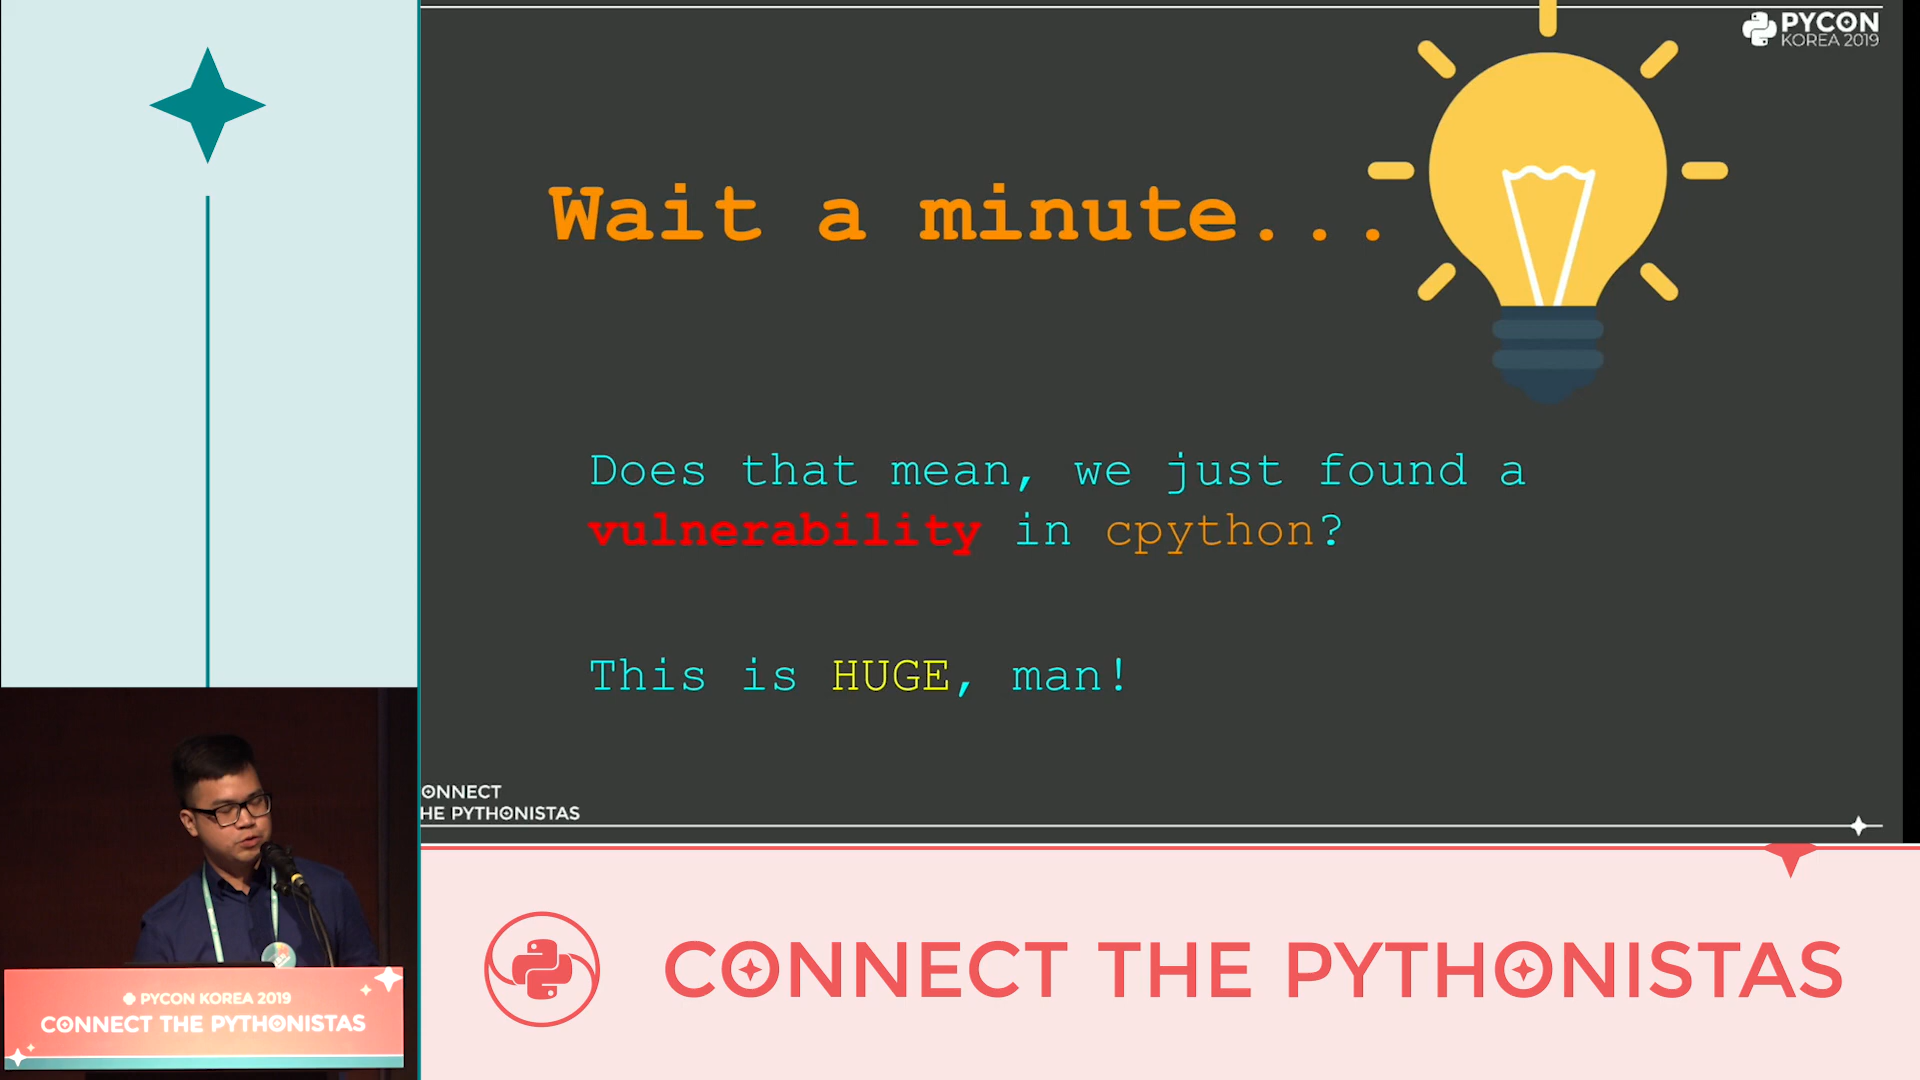 PYCON
KOREA 2019
Wait a minute...
Does that mean, we just found a
vulnerability in cpython?
This is HUGE, man!
ONNECT
HE PYTHONISTAS
PYCON KOREA 2019
CONNECT THE PYTHONISTAS
CONNECT THE PYTHONISTAS